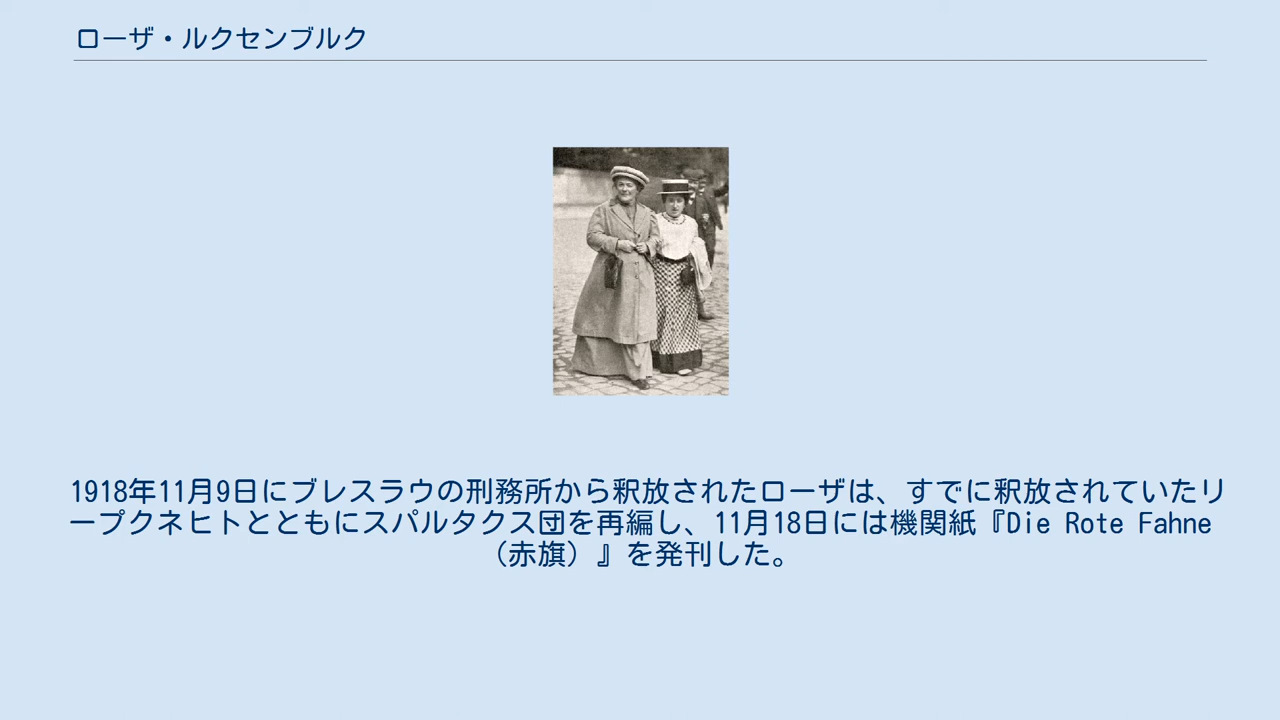 ローザ・ルクセンブルク
1918年11月9日にブレスラウの刑務所から釈放されたローザは、すでに釈放されていたリ
ープクネヒトとともにスパルタクス団を再編し、11月18日には機関紙『Die Rote Fahne
（赤旗）』を発刊した。